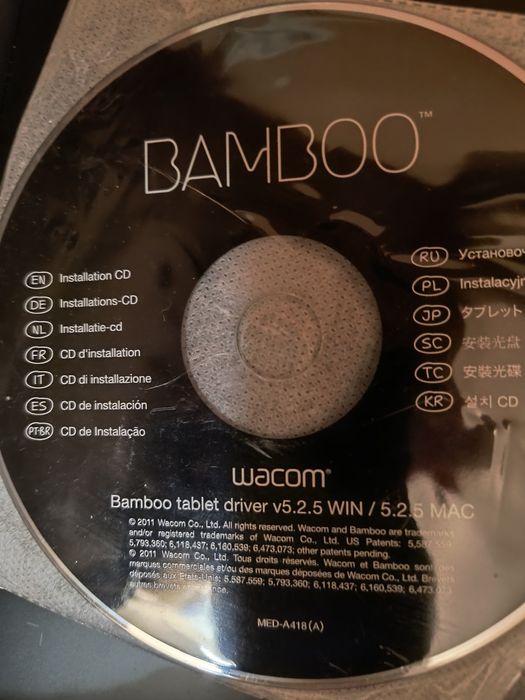 BAMBOO™
EN Installation CD
DE Installations-CD
NL Installatie-cd
FR CD d'installation
IT CD di installazione
ES CD de instalación
PT-BR CD de Instalação
RU Установоч
PL Instalacyjn
JP タブレット
SC 安装光盘
TC 安裝光碟
KR 설치 CD
wacom®
Bamboo tablet driver v5.2.5 WIN / 5.2.5 MAC
© 2011 Wacom Co., Ltd. All rights reserved. Wacom and Bamboo are trademarks
and/or registered trademarks of Wacom Co., Ltd. US Patents: 5,587,559;
5,793,360; 6,118,437; 6,160,539; 6,473,073; other patents pending.
© 2011 Wacom Co., Ltd. Tous droits réservés. Wacom et Bamboo sont des
marques commerciales et/ou des marques déposées de Wacom Co., Ltd. Brevets
déposés aux Etats-Unis: 5,587,559; 5,793,360; 6,118,437; 6,160,539; 6,473,073
autres brevets en
MED-A418(A)